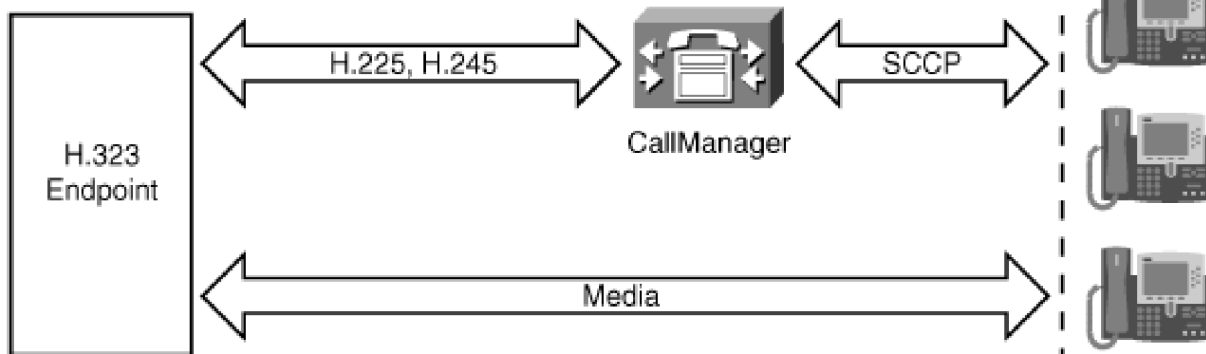 H.225, H.245
SCCP
CallManager
H.323
Endpoint
Media